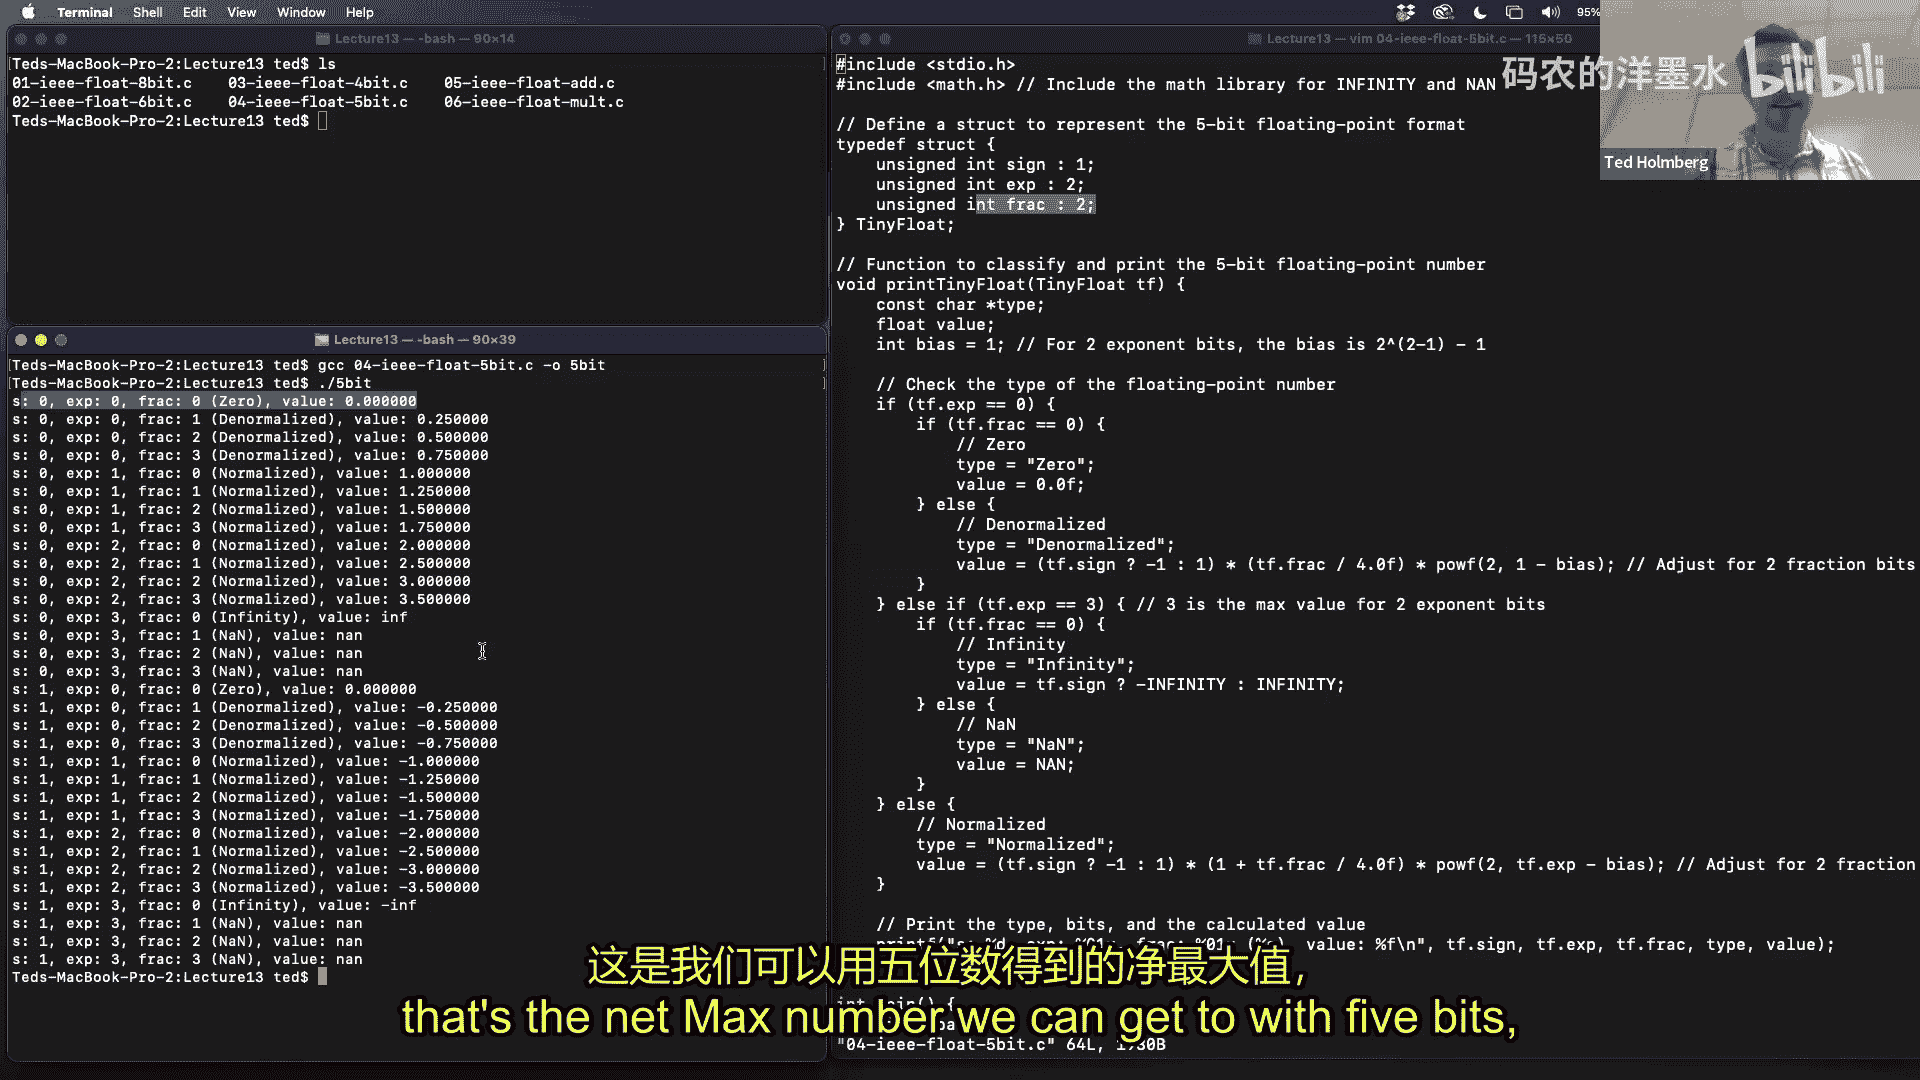 Terminal Shell Edit View Window Help 95%
Lecture13 — -bash — 90×14
Teds-MacBook-Pro-2:Lecture13 ted$ ls
01-ieee-float-8bit.c 03-ieee-float-4bit.c 05-ieee-float-add.c
02-ieee-float-6bit.c 04-ieee-float-5bit.c 06-ieee-float-mult.c
Teds-MacBook-Pro-2:Lecture13 ted$
Lecture13 — -bash — 90×39
Teds-MacBook-Pro-2:Lecture13 ted$ gcc 04-ieee-float-5bit.c -o 5bit
Teds-MacBook-Pro-2:Lecture13 ted$ ./5bit
s: 0, exp: 0, frac: 0 (Zero), value: 0.000000
s: 0, exp: 0, frac: 1 (Denormalized), value: 0.250000
s: 0, exp: 0, frac: 2 (Denormalized), value: 0.500000
s: 0, exp: 0, frac: 3 (Denormalized), value: 0.750000
s: 0, exp: 1, frac: 0 (Normalized), value: 1.000000
s: 0, exp: 1, frac: 1 (Normalized), value: 1.250000
s: 0, exp: 1, frac: 2 (Normalized), value: 1.500000
s: 0, exp: 1, frac: 3 (Normalized), value: 1.750000
s: 0, exp: 2, frac: 0 (Normalized), value: 2.000000
s: 0, exp: 2, frac: 1 (Normalized), value: 2.500000
s: 0, exp: 2, frac: 2 (Normalized), value: 3.000000
s: 0, exp: 2, frac: 3 (Normalized), value: 3.500000
s: 0, exp: 3, frac: 0 (Infinity), value: inf
s: 0, exp: 3, frac: 1 (NaN), value: nan
s: 0, exp: 3, frac: 2 (NaN), value: nan
s: 0, exp: 3, frac: 3 (NaN), value: nan
s: 1, exp: 0, frac: 0 (Zero), value: 0.000000
s: 1, exp: 0, frac: 1 (Denormalized), value: -0.250000
s: 1, exp: 0, frac: 2 (Denormalized), value: -0.500000
s: 1, exp: 0, frac: 3 (Denormalized), value: -0.750000
s: 1, exp: 1, frac: 0 (Normalized), value: -1.000000
s: 1, exp: 1, frac: 1 (Normalized), value: -1.250000
s: 1, exp: 1, frac: 2 (Normalized), value: -1.500000
s: 1, exp: 1, frac: 3 (Normalized), value: -1.750000
s: 1, exp: 2, frac: 0 (Normalized), value: -2.000000
s: 1, exp: 2, frac: 1 (Normalized), value: -2.500000
s: 1, exp: 2, frac: 2 (Normalized), value: -3.000000
s: 1, exp: 2, frac: 3 (Normalized), value: -3.500000
s: 1, exp: 3, frac: 0 (Infinity), value: -inf
s: 1, exp: 3, frac: 1 (NaN), value: nan
s: 1, exp: 3, frac: 2 (NaN), value: nan
s: 1, exp: 3, frac: 3 (NaN), value: nan
Teds-MacBook-Pro-2:Lecture13 ted$
Lecture13 — vim 04-ieee-float-5bit.c — 115×50
#include <stdio.h>
#include <math.h> // Include the math library for INFINITY and NAN
// Define a struct to represent the 5-bit floating-point format
typedef struct {
unsigned int sign : 1;
unsigned int exp : 2;
unsigned int frac : 2;
} TinyFloat;
// Function to classify and print the 5-bit floating-point number
void printTinyFloat(TinyFloat tf) {
const char *type;
float value;
int bias = 1; // For 2 exponent bits, the bias is 2^(2-1) - 1
// Check the type of the floating-point number
if (tf.exp == 0) {
if (tf.frac == 0) {
// Zero
type = "Zero";
value = 0.0f;
} else {
// Denormalized
type = "Denormalized";
value = (tf.sign ? -1 : 1) * (tf.frac / 4.0f) * powf(2, 1 - bias); // Adjust for 2 fraction bits
}
} else if (tf.exp == 3) { // 3 is the max value for 2 exponent bits
if (tf.frac == 0) {
// Infinity
type = "Infinity";
value = tf.sign ? -INFINITY : INFINITY;
} else {
// NaN
type = "NaN";
value = NAN;
}
} else {
// Normalized
type = "Normalized";
value = (tf.sign ? -1 : 1) * (1 + tf.frac / 4.0f) * powf(2, tf.exp - bias); // Adjust for 2 fraction
}
// Print the type, bits, and the calculated value
value: %f\n", tf.sign, tf.exp, tf.frac, type, value);
"04-ieee-float-5bit.c" 64L,
码农的洋墨水 bilibili
Ted Holmberg
这是我们可以用五位数得到的净最大值，
that's the net Max number we can get to with five bits,